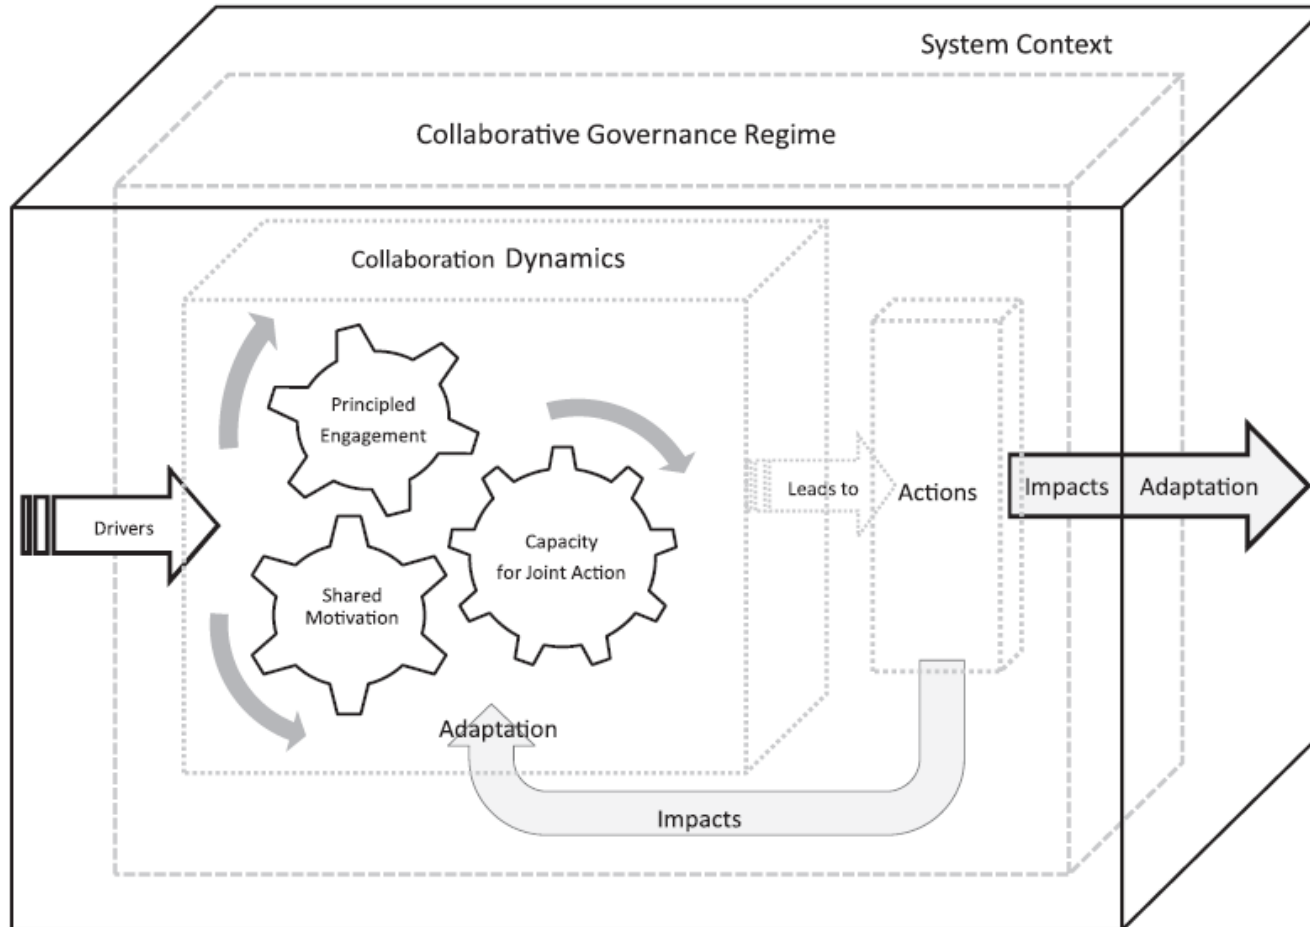 System Context
Collaborative Governance Regime
Collaboration Dynamics
Principled
Engagement
Drivers
Shared
Motivation
Capacity
for Joint Action
Leads to
Actions
Impacts
Adaptation
Adaptation
Impacts